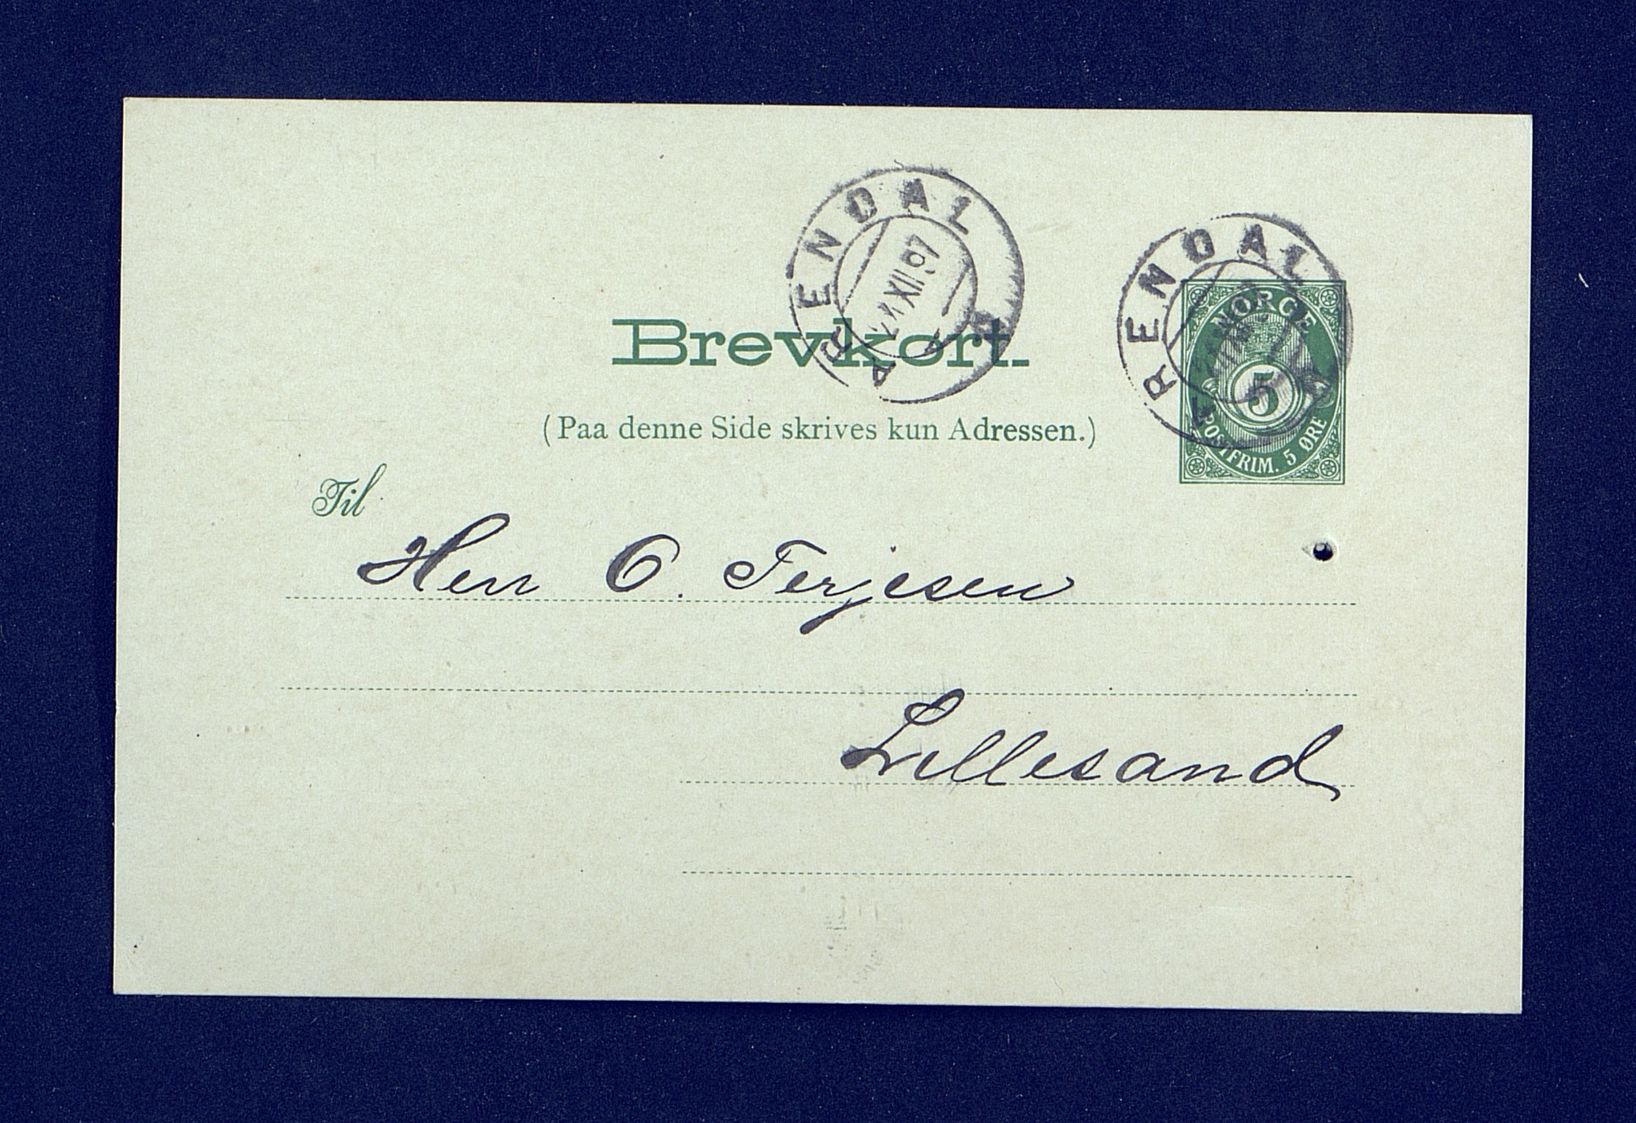 ARENDAL
ARENDAL
Brevkort.
NORGE
5
POSTFRIM. 5 ØRE
(Paa denne Side skrives kun Adressen.)
Til
Herr O. Terjesen
Lillesand